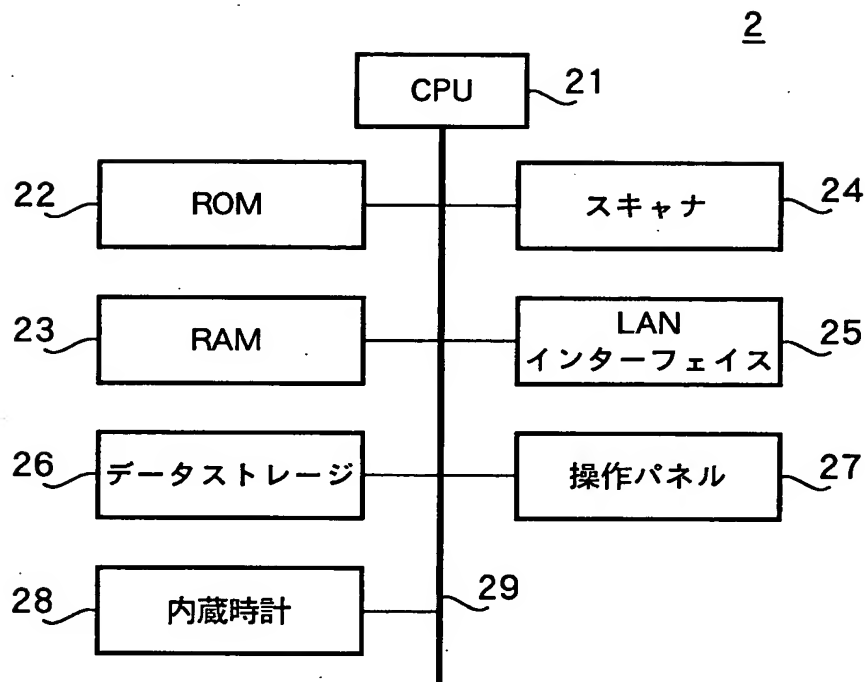 2
CPU
21
22
ROM
スキャナ
24
23
RAM
LAN
インターフェイス
25
26
データストレージ
操作パネル
27
28
内蔵時計
29